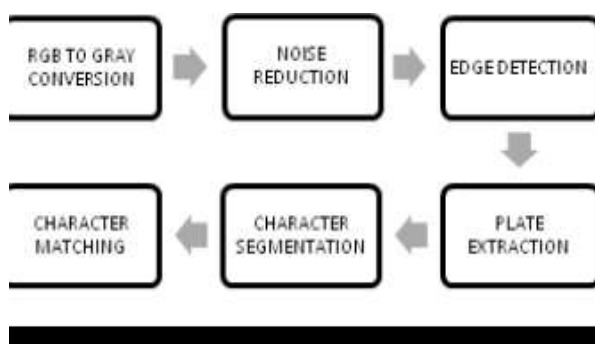 RGB TO GRAY
CONVERSION
NOISE
REDUCTION
EDGE DETECTION
PLATE
EXTRACTION
CHARACTER
SEGMENTATION
CHARACTER
MATCHING